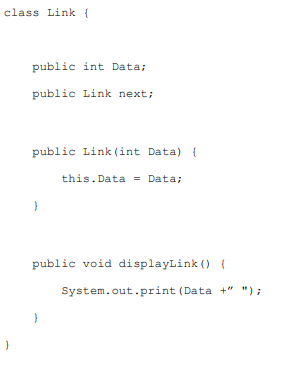 class Link {
public int Data;
public Link next;
public Link(int Data) {
this.Data = Data;
}
public void displayLink() {
System.out.print(Data +” ");
}
}